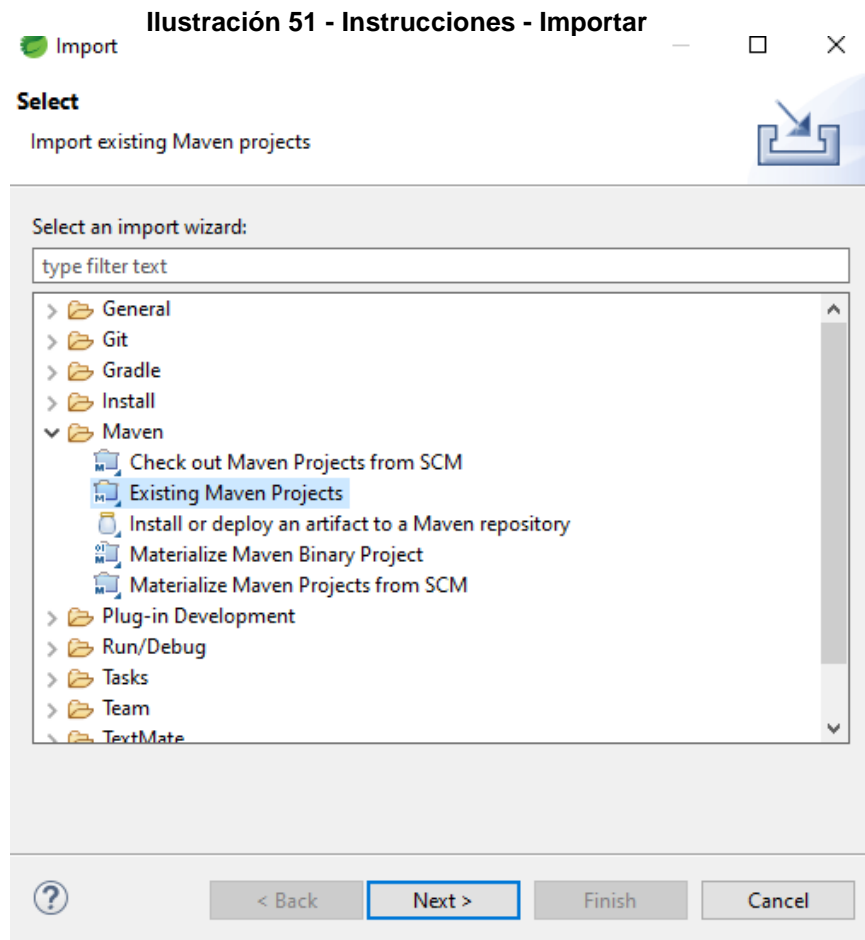 Ilustración 51 - Instrucciones - Importar
Import
Select
Import existing Maven projects
Select an import wizard:
type filter text
General
Git
Gradle
Install
Maven
Check out Maven Projects from SCM
Existing Maven Projects
Install or deploy an artifact to a Maven repository
Materialize Maven Binary Project
Materialize Maven Projects from SCM
Plug-in Development
Run/Debug
Tasks
Team
TextMate
< Back Next > Finish Cancel